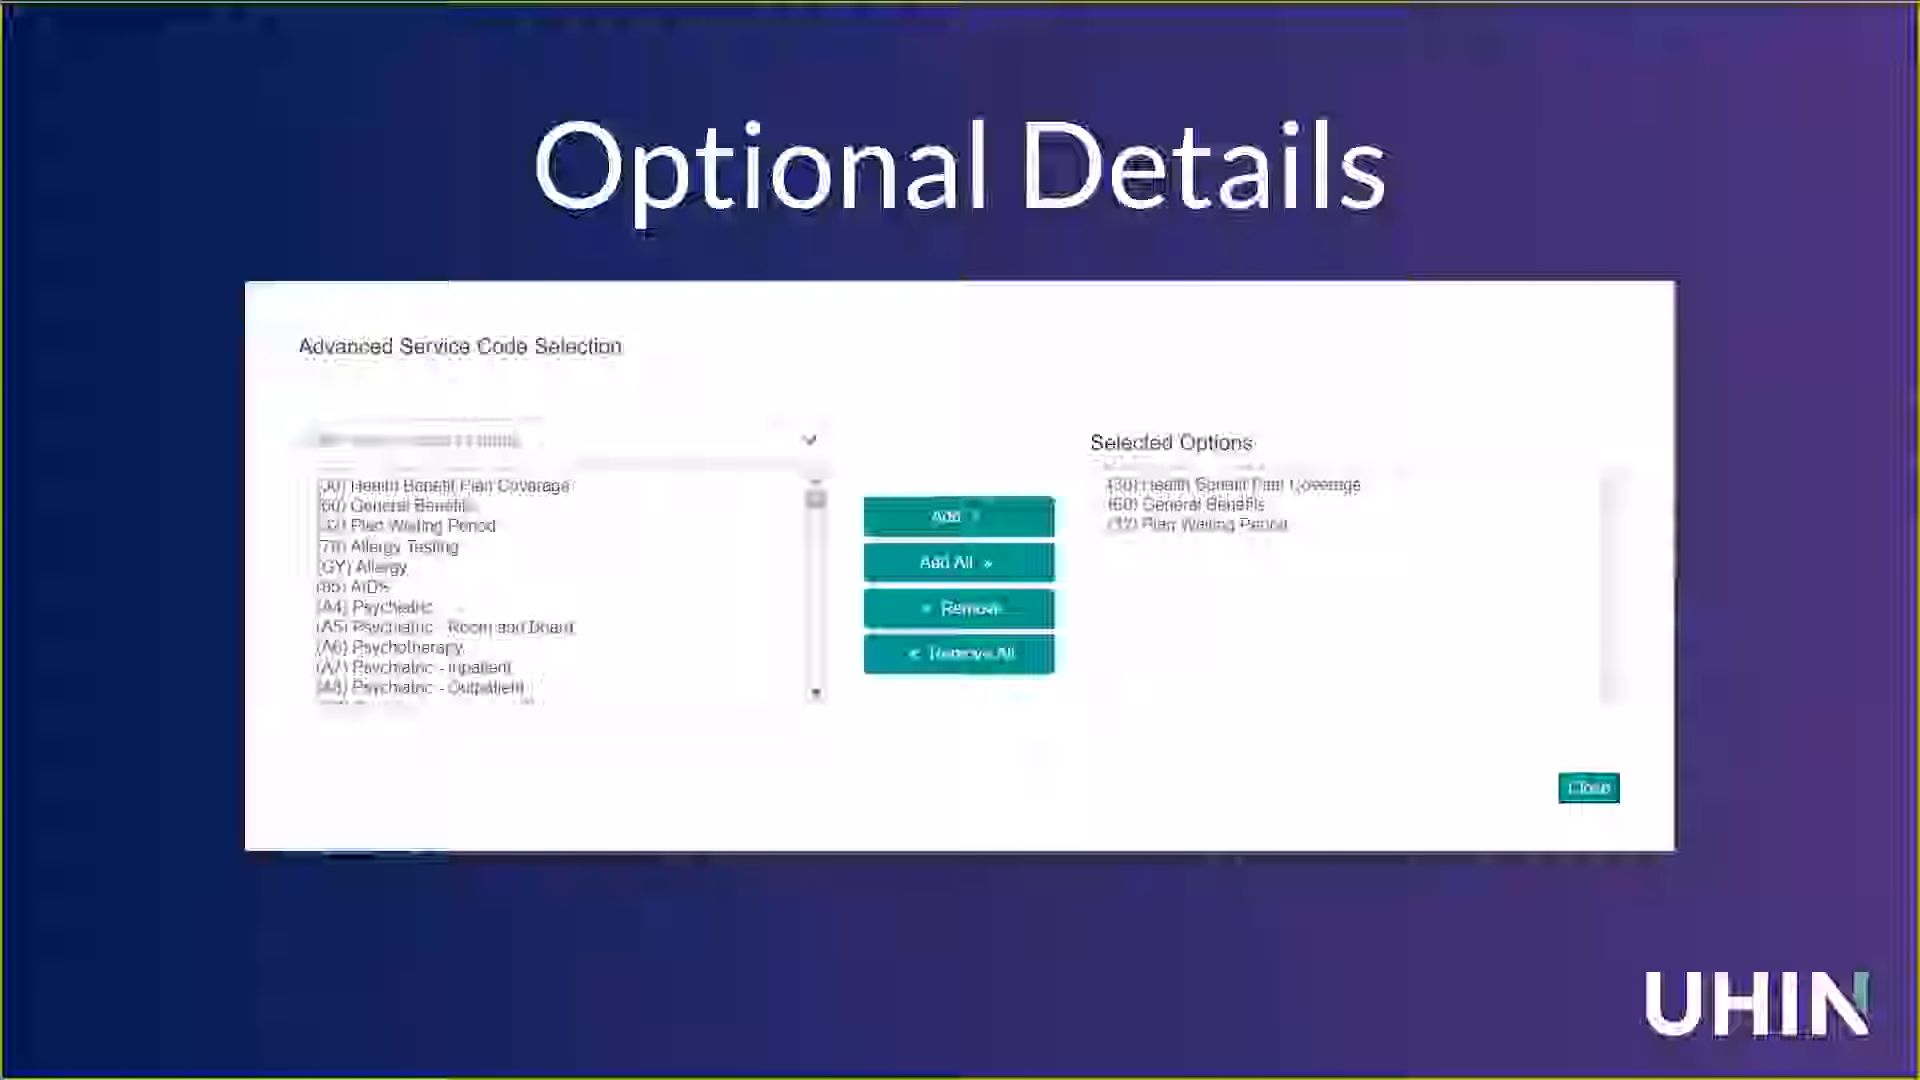 Optional Details
Advanced Service Code Selection
(30) Health Benefit Plan Coverage
(60) General Benefits
(32) Plan Waiting Period
(79) Allergy Testing
(GY) Allergy
(85) AIDS
(A4) Psychiatric
(A5) Psychiatric - Room and Board
(A6) Psychotherapy
(A7) Psychiatric - Inpatient
(A8) Psychiatric - Outpatient
Add
Add All »
« Remove
« Remove All
Selected Options
(30) Health Benefit Plan Coverage
(60) General Benefits
(32) Plan Waiting Period
Close
UHIN